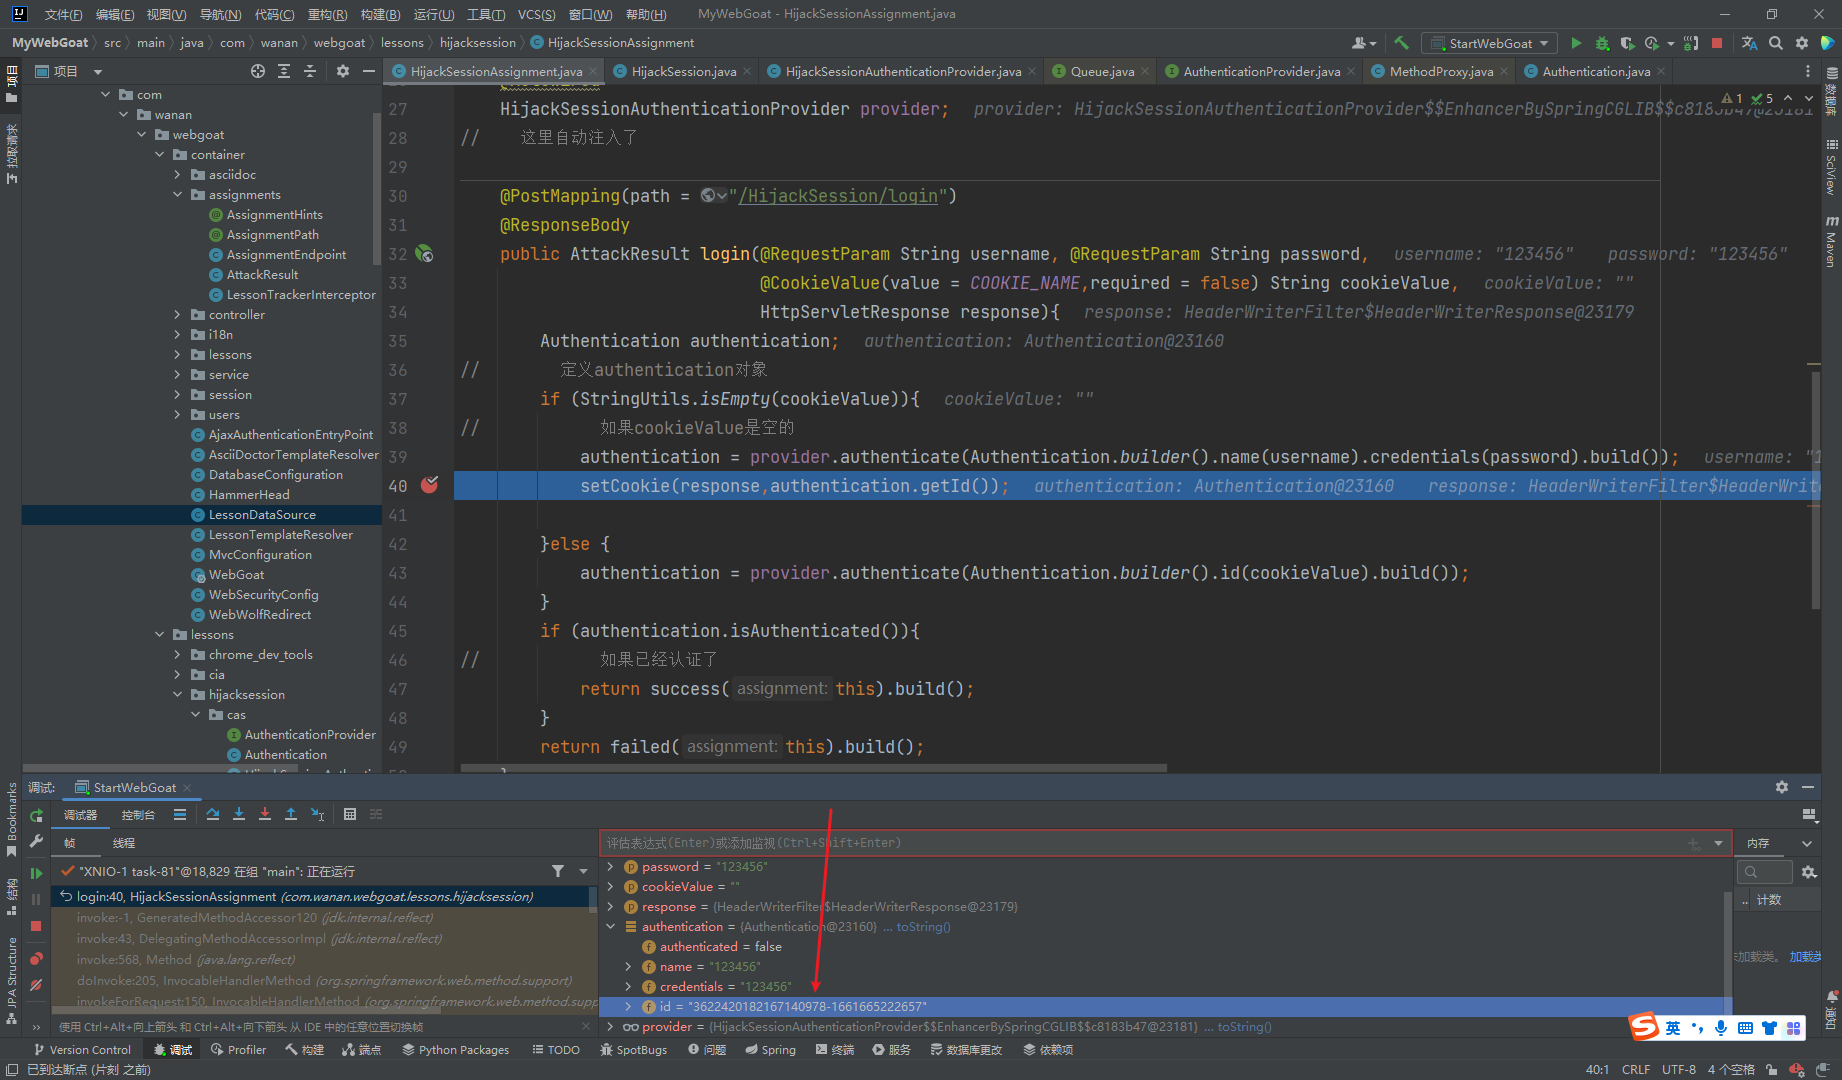 文件(F) 编辑(E) 视图(V) 导航(N) 代码(C) 重构(R) 构建(B) 运行(U) 工具(T) VCS(S) 窗口(W) 帮助(H) MyWebGoat - HijackSessionAssignment.java
MyWebGoat src main java com wanan webgoat lessons hijacksession HijackSessionAssignment StartWebGoat
项目
HijackSessionAssignment.java HijackSession.java HijackSessionAuthenticationProvider.java Queue.java AuthenticationProvider.java MethodProxy.java Authentication.java
com
wanan
webgoat
container
asciidoc
assignments
AssignmentHints
AssignmentPath
AssignmentEndpoint
AttackResult
LessonTrackerInterceptor
controller
i18n
lessons
service
session
users
AjaxAuthenticationEntryPoint
AsciiDoctorTemplateResolver
DatabaseConfiguration
HammerHead
LessonDataSource
LessonTemplateResolver
MvcConfiguration
WebGoat
WebSecurityConfig
WebWolfRedirect
lessons
chrome_dev_tools
cia
hijacksession
cas
AuthenticationProvider
Authentication
1 5
27 HijackSessionAuthenticationProvider provider; provider: HijackSessionAuthenticationProvider$$EnhancerBySpringCGLIB$$c8183b47@23181
28 // 这里自动注入了
29
30 @PostMapping(path = "/HijackSession/login")
31 @ResponseBody
32 public AttackResult login(@RequestParam String username, @RequestParam String password, username: "123456" password: "123456"
33 @CookieValue(value = COOKIE_NAME,required = false) String cookieValue, cookieValue: ""
34 HttpServletResponse response){ response: HeaderWriterFilter$HeaderWriterResponse@23179
35 Authentication authentication; authentication: Authentication@23160
36 // 定义authentication对象
37 if (StringUtils.isEmpty(cookieValue)){ cookieValue: ""
38 // 如果cookieValue是空的
39 authentication = provider.authenticate(Authentication.builder().name(username).credentials(password).build()); username: "1
40 setCookie(response,authentication.getId()); authentication: Authentication@23160 response: HeaderWriterFilter$HeaderWrit
41
42 }else {
43 authentication = provider.authenticate(Authentication.builder().id(cookieValue).build());
44 }
45 if (authentication.isAuthenticated()){
46 // 如果已经认证了
47 return success( assignment: this).build();
48 }
49 return failed( assignment: this).build();
项目
拉取请求
Bookmarks
结构
JPA Structure
数据库
SciView
Maven
通知
调试: StartWebGoat
调试器 控制台
帧 线程
"XNIO-1 task-81"@18,829 在组 "main": 正在运行
login:40, HijackSessionAssignment (com.wanan.webgoat.lessons.hijacksession)
invoke:-1, GeneratedMethodAccessor120 (jdk.internal.reflect)
invoke:43, DelegatingMethodAccessorImpl (jdk.internal.reflect)
invoke:568, Method (java.lang.reflect)
doInvoke:205, InvocableHandlerMethod (org.springframework.web.method.support)
invokeForRequest:150, InvocableHandlerMethod (org.springframework.web.method.supp
使用 Ctrl+Alt+向上箭头 和 Ctrl+Alt+向下箭头 从 IDE 中的任意位置切换帧
评估表达式(Enter)或添加监视(Ctrl+Shift+Enter)
password = "123456"
cookieValue = ""
response = {HeaderWriterFilter$HeaderWriterResponse@23179}
authentication = {Authentication@23160} ... toString()
authenticated = false
name = "123456"
credentials = "123456"
id = "3622420182167140978-1661665222657"
provider = {HijackSessionAuthenticationProvider$$EnhancerBySpringCGLIB$$c8183b47@23181} ... toString()
内存
.. 计数
未加载类。 加载类
英
Version Control 调试 Profiler 构建 端点 Python Packages TODO SpotBugs 问题 Spring 终端 服务 数据库更改 依赖项
已到达断点 (片刻 之前) 40:1 CRLF UTF-8 4 个空格